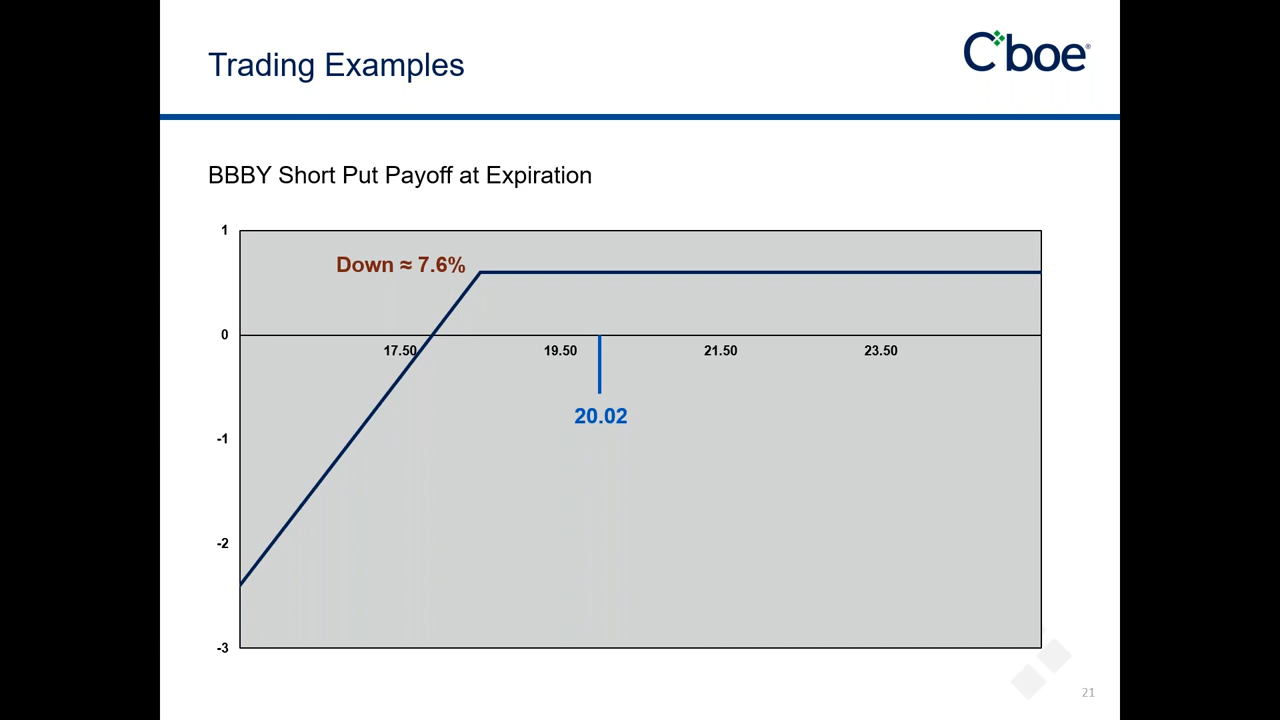 Trading Examples
Cboe®
BBBY Short Put Payoff at Expiration
1
Down ≈ 7.6%
0
17.50 19.50 21.50 23.50
20.02
-1
-2
-3
21